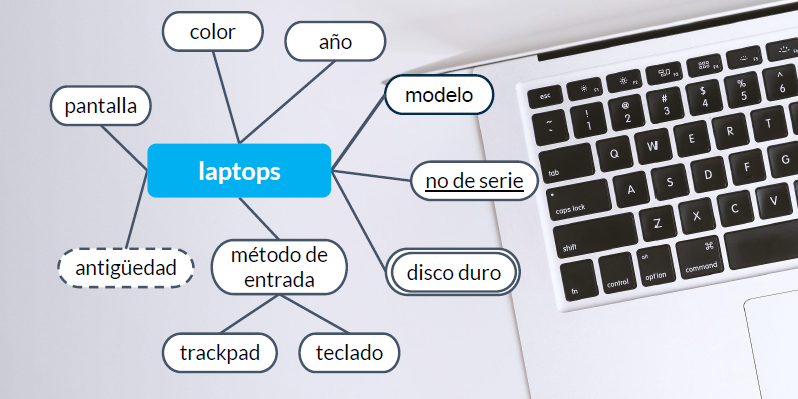 color
año
pantalla
modelo
laptops
no de serie
antigüedad
método de
entrada
disco duro
trackpad
teclado
esc
F1
F2
F3
F4
F5
~
`
!
1
@
2
#
3
$
4
%
5
^
6
tab
Q
W
E
R
T
caps lock
A
S
D
F
G
shift
Z
X
C
V
fn
control
alt
option
⌘
command